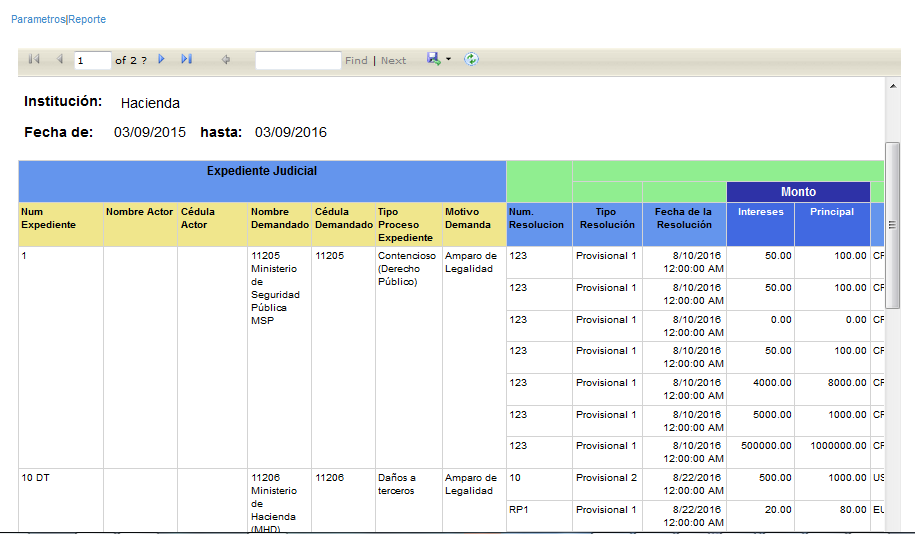 Parametros|Reporte
1 of 2 ? Find | Next
Institución: Hacienda
Fecha de: 03/09/2015 hasta: 03/09/2016
Expediente Judicial
Monto
Num Expediente Nombre Actor Cédula Actor Nombre Demandado Cédula Demandado Tipo Proceso Expediente Motivo Demanda Num. Resolucion Tipo Resolución Fecha de la Resolución Intereses Principal
1 11205 Ministerio de Seguridad Pública MSP 11205 Contencioso (Derecho Público) Amparo de Legalidad 123 Provisional 1 8/10/2016 12:00:00 AM 50.00 100.00
123 Provisional 1 8/10/2016 12:00:00 AM 50.00 100.00
123 Provisional 1 8/10/2016 12:00:00 AM 0.00 0.00
123 Provisional 1 8/10/2016 12:00:00 AM 50.00 100.00
123 Provisional 1 8/10/2016 12:00:00 AM 4000.00 8000.00
123 Provisional 1 8/10/2016 12:00:00 AM 5000.00 1000.00
123 Provisional 1 8/10/2016 12:00:00 AM 500000.00 1000000.00
10 DT 11206 Ministerio de Hacienda (MHD) 11206 Daños a terceros Amparo de Legalidad 10 Provisional 2 8/22/2016 12:00:00 AM 500.00 1000.00
RP1 Provisional 1 8/22/2016 12:00:00 AM 20.00 80.00